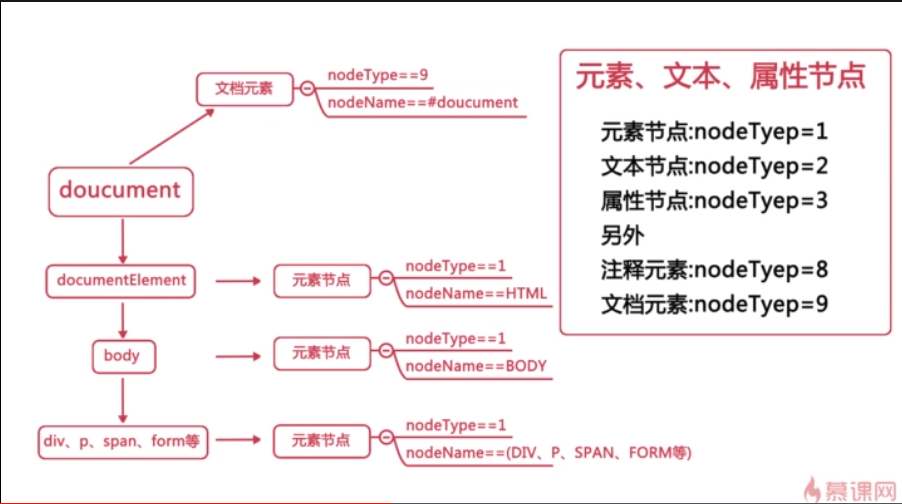 文档元素
nodeType==9
nodeName==#doucument
doucument
documentElement
元素节点
nodeType==1
nodeName==HTML
body
元素节点
nodeType==1
nodeName==BODY
div、p、span、form等
元素节点
nodeType==1
nodeName==(DIV、P、SPAN、FORM等)
元素、文本、属性节点
元素节点:nodeTyep=1
文本节点:nodeTyep=2
属性节点:nodeTyep=3
另外
注释元素:nodeTyep=8
文档元素:nodeTyep=9
慕课网